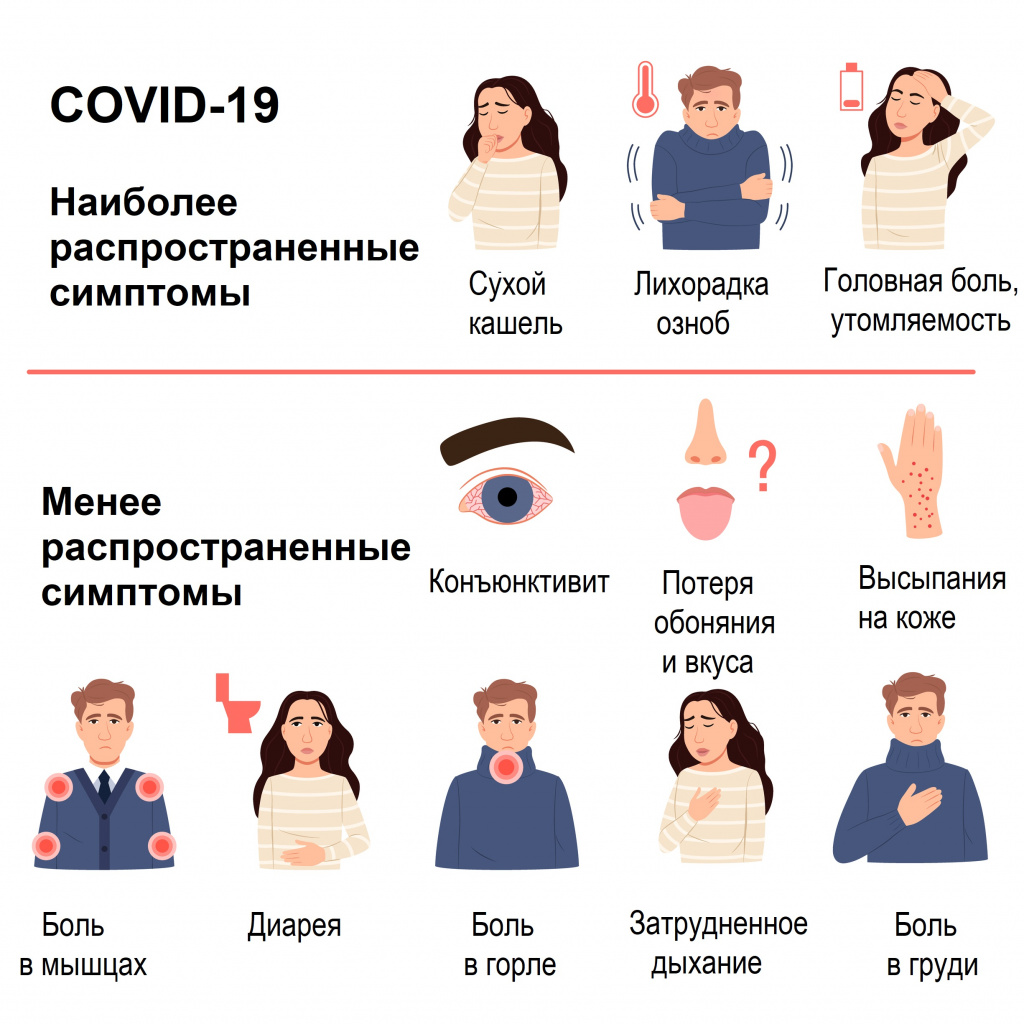 COVID-19
Наиболее
распространенные
симптомы
Сухой
кашель
Лихорадка
озноб
Головная боль,
утомляемость
Менее
распространенные
симптомы
Конъюнктивит
Потеря
обоняния
и вкуса
?
Высыпания
на коже
Боль
в мышцах
Диарея
Боль
в горле
Затрудненное
дыхание
Боль
в груди